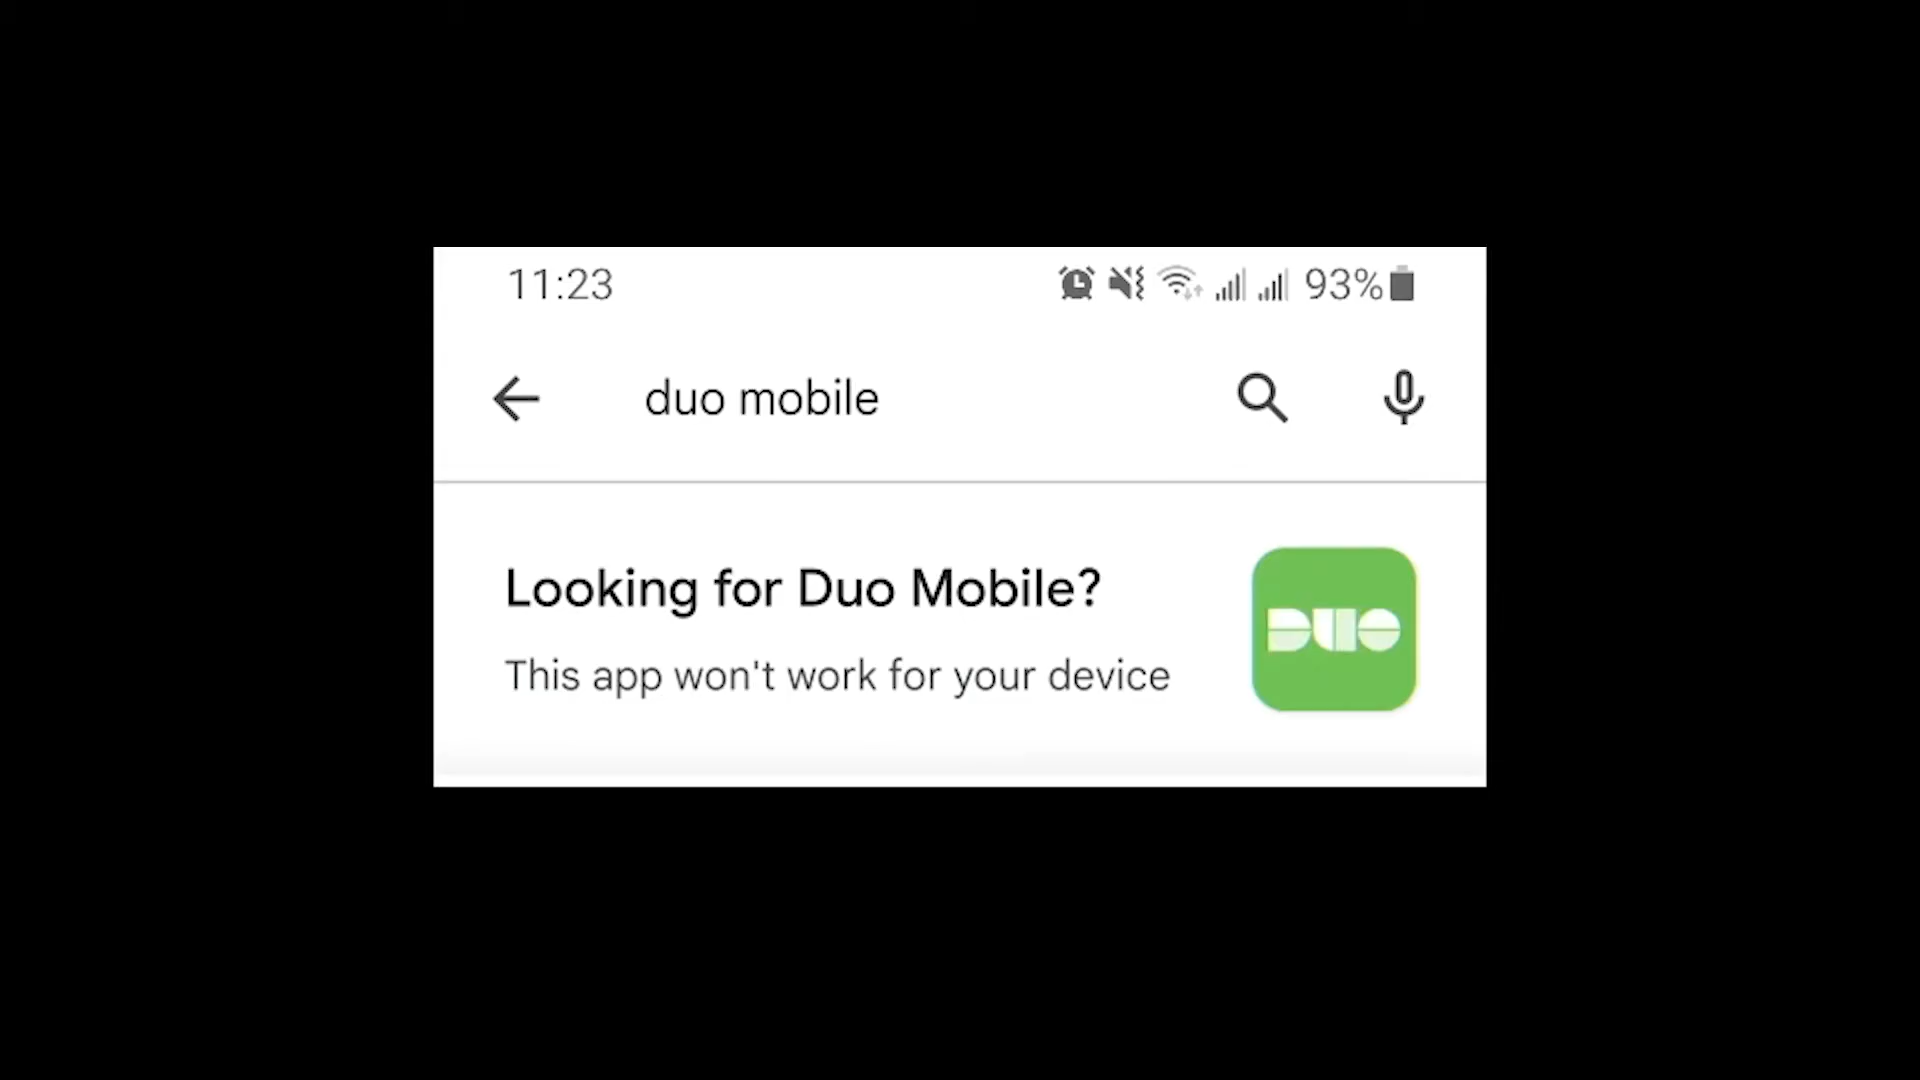 11:23 93%
duo mobile
Looking for Duo Mobile?
This app won't work for your device
DUO